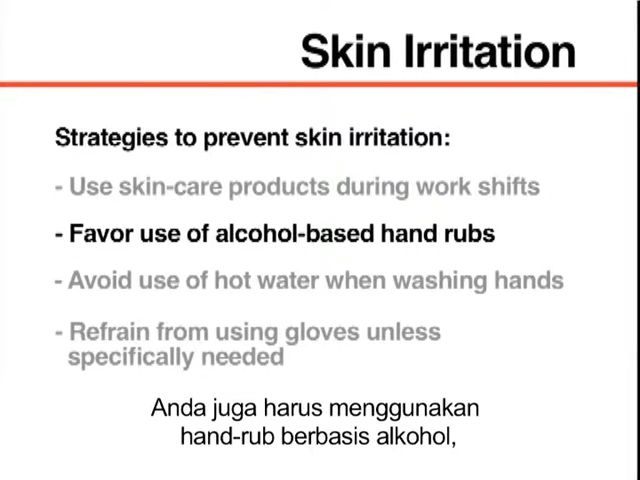 Skin Irritation
Strategies to prevent skin irritation:
- Use skin-care products during work shifts
- Favor use of alcohol-based hand rubs
- Avoid use of hot water when washing hands
- Refrain from using gloves unless
specifically needed
Anda juga harus menggunakan
hand-rub berbasis alkohol,